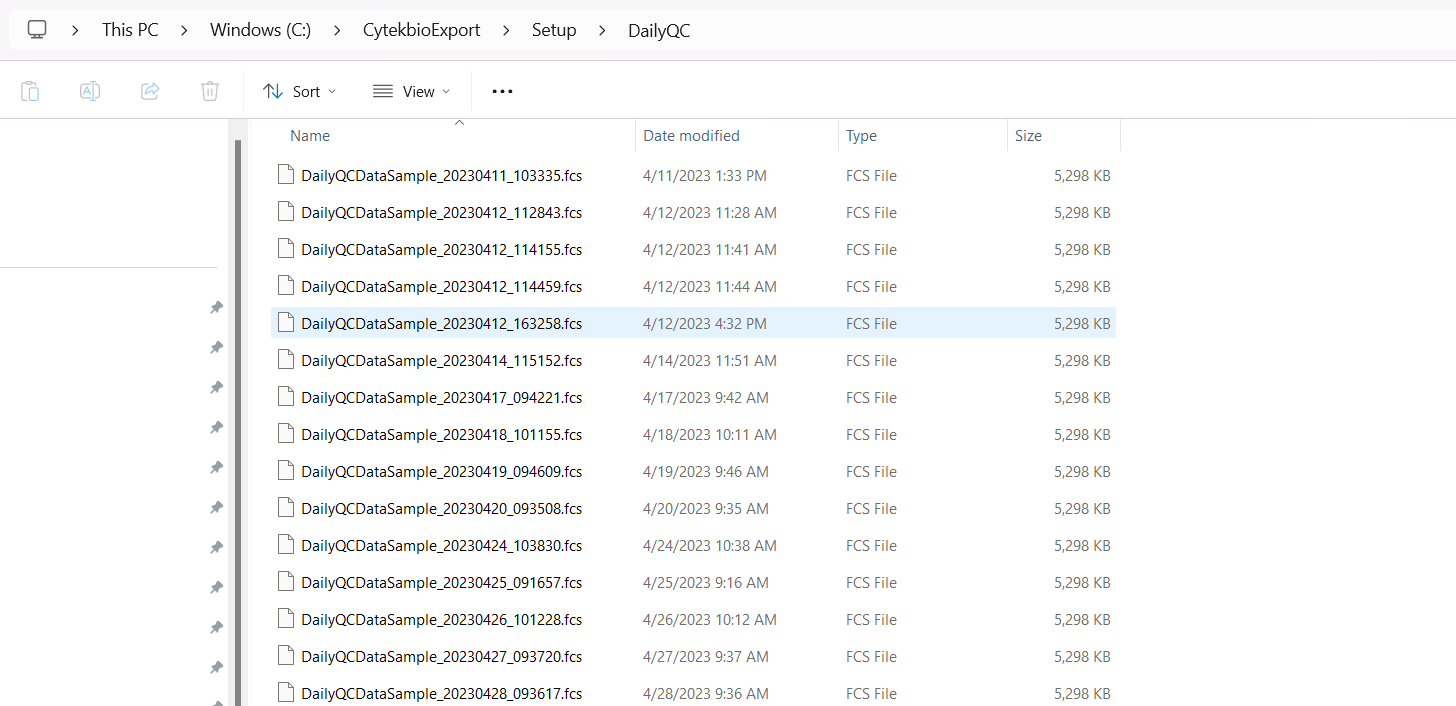 This PC > Windows (C:) > CytekbioExport > Setup > DailyQC
Sort View
Name Date modified Type Size
DailyQCDataSample_20230411_103335.fcs 4/11/2023 1:33 PM FCS File 5,298 KB
DailyQCDataSample_20230412_112843.fcs 4/12/2023 11:28 AM FCS File 5,298 KB
DailyQCDataSample_20230412_114155.fcs 4/12/2023 11:41 AM FCS File 5,298 KB
DailyQCDataSample_20230412_114459.fcs 4/12/2023 11:44 AM FCS File 5,298 KB
DailyQCDataSample_20230412_163258.fcs 4/12/2023 4:32 PM FCS File 5,298 KB
DailyQCDataSample_20230414_115152.fcs 4/14/2023 11:51 AM FCS File 5,298 KB
DailyQCDataSample_20230417_094221.fcs 4/17/2023 9:42 AM FCS File 5,298 KB
DailyQCDataSample_20230418_101155.fcs 4/18/2023 10:11 AM FCS File 5,298 KB
DailyQCDataSample_20230419_094609.fcs 4/19/2023 9:46 AM FCS File 5,298 KB
DailyQCDataSample_20230420_093508.fcs 4/20/2023 9:35 AM FCS File 5,298 KB
DailyQCDataSample_20230424_103830.fcs 4/24/2023 10:38 AM FCS File 5,298 KB
DailyQCDataSample_20230425_091657.fcs 4/25/2023 9:16 AM FCS File 5,298 KB
DailyQCDataSample_20230426_101228.fcs 4/26/2023 10:12 AM FCS File 5,298 KB
DailyQCDataSample_20230427_093720.fcs 4/27/2023 9:37 AM FCS File 5,298 KB
DailyQCDataSample_20230428_093617.fcs 4/28/2023 9:36 AM FCS File 5,298 KB